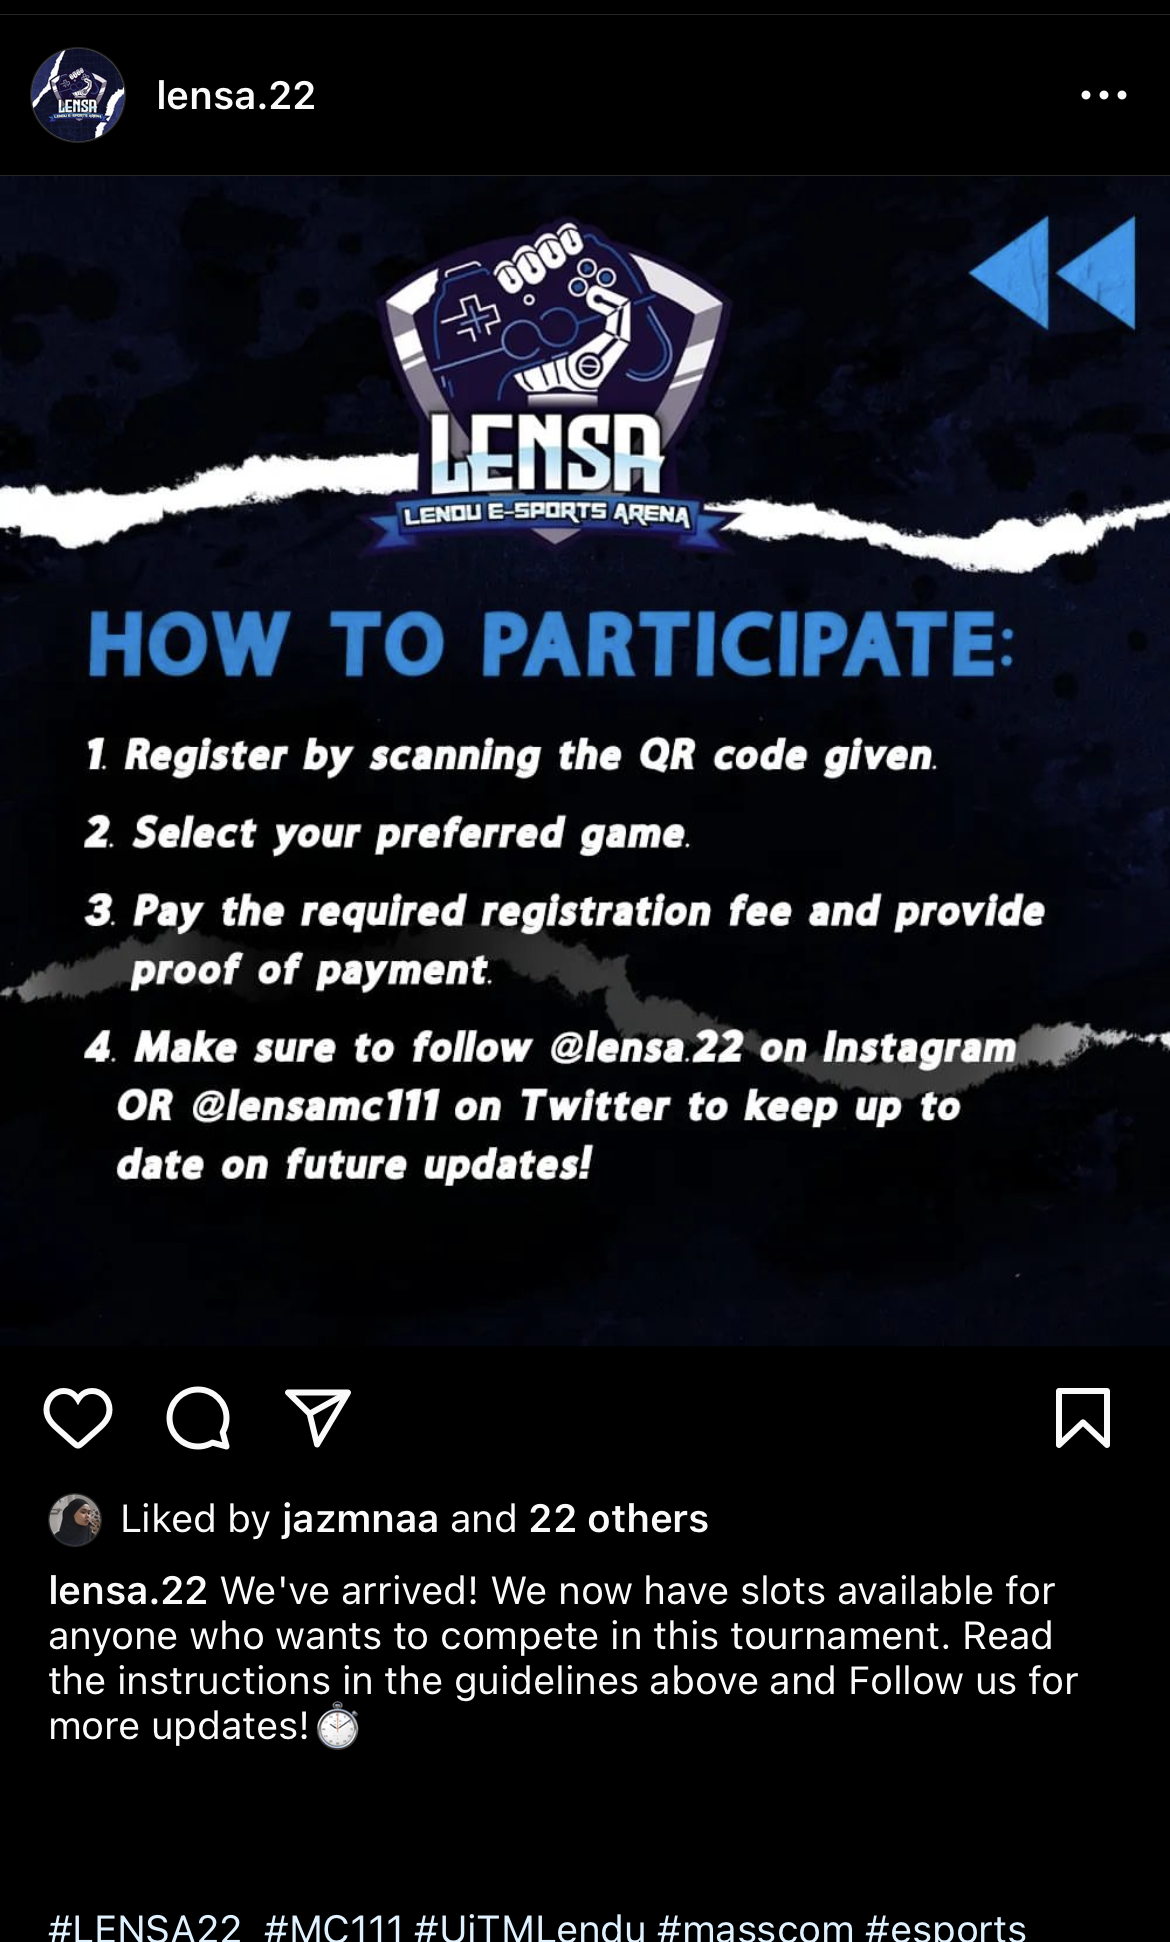 lensa.22
LENSA
LENDU E-SPORTS ARENA
HOW TO PARTICIPATE:
1. Register by scanning the QR code given.
2. Select your preferred game.
3. Pay the required registration fee and provide
proof of payment.
4. Make sure to follow @lensa.22 on Instagram
OR @lensamc111 on Twitter to keep up to
date on future updates!
Liked by jazmnaa and 22 others
lensa.22 We've arrived! We now have slots available for
anyone who wants to compete in this tournament. Read
the instructions in the guidelines above and Follow us for
more updates!⏱️
#LENSA22 #MC111 #UiTMLendu #masscom #esports